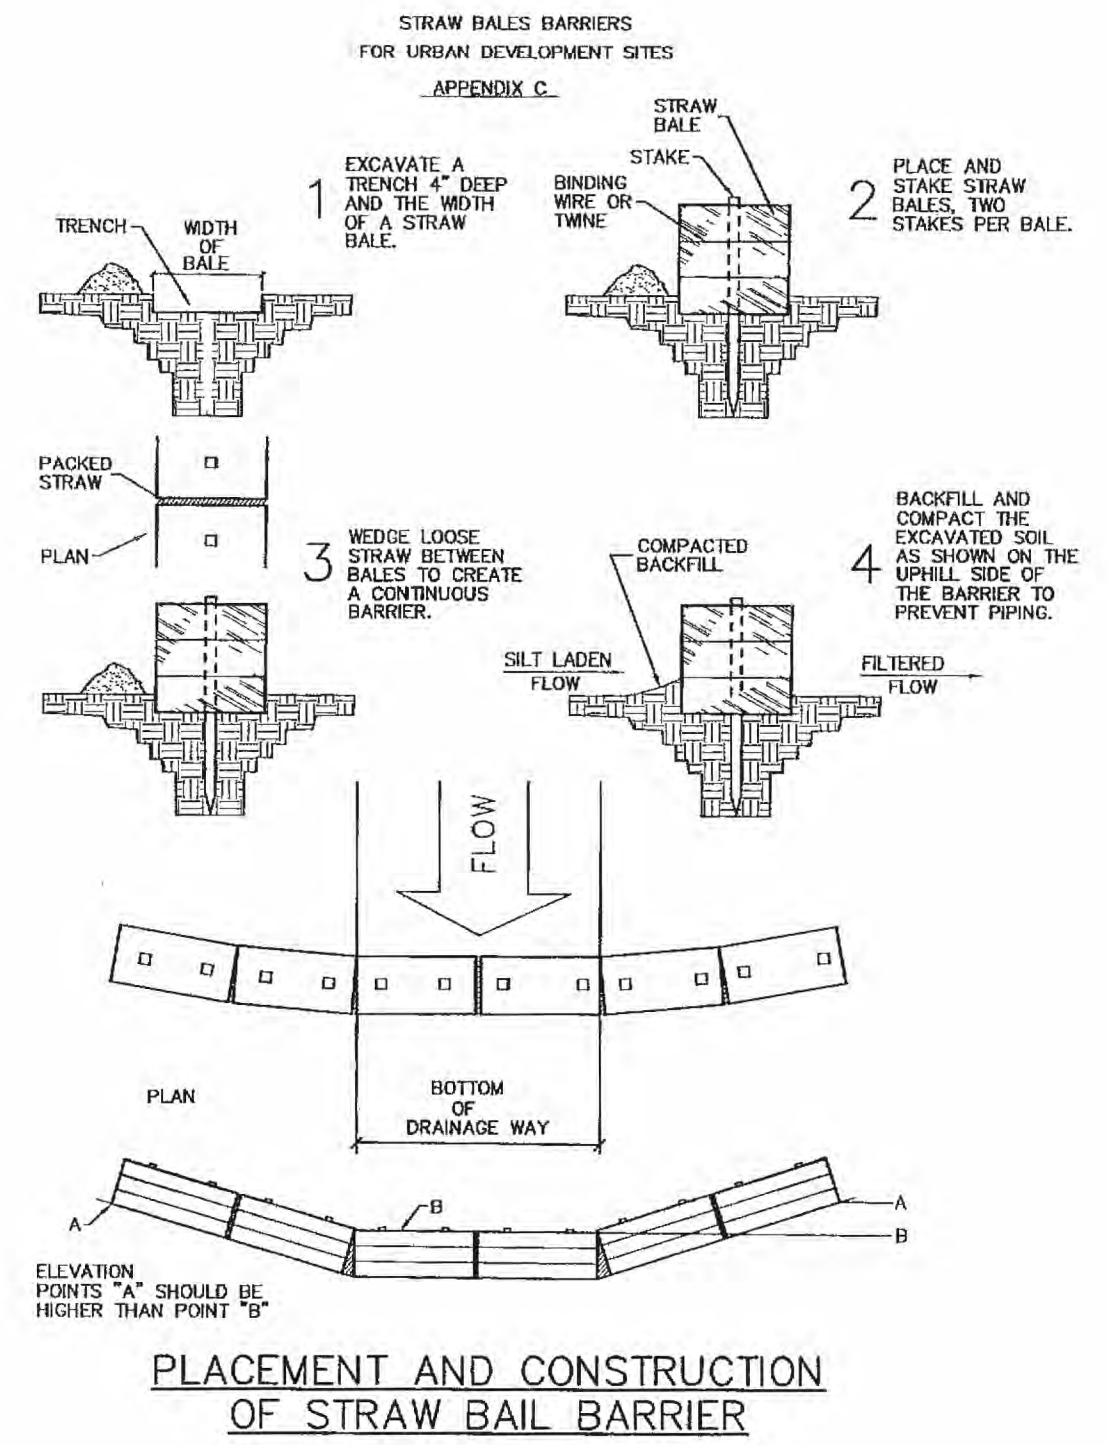 STRAW BALES BARRIERS
FOR URBAN DEVELOPMENT SITES
APPENDIX C
1
EXCAVATE A
TRENCH 4" DEEP
AND THE WIDTH
OF A STRAW
BALE.
TRENCH
WIDTH
OF
BALE
STRAW
BALE
STAKE
BINDING
WIRE OR
TWINE
2
PLACE AND
STAKE STRAW
BALES, TWO
STAKES PER BALE.
PACKED
STRAW
PLAN
3
WEDGE LOOSE
STRAW BETWEEN
BALES TO CREATE
A CONTINUOUS
BARRIER.
COMPACTED
BACKFILL
4
BACKFILL AND
COMPACT THE
EXCAVATED SOIL
AS SHOWN ON THE
UPHILL SIDE OF
THE BARRIER TO
PREVENT PIPING.
SILT LADEN
FLOW
FILTERED
FLOW
FLOW
PLAN
BOTTOM
OF
DRAINAGE WAY
A
B
A
B
ELEVATION
POINTS "A" SHOULD BE
HIGHER THAN POINT "B"
PLACEMENT AND CONSTRUCTION
OF STRAW BAIL BARRIER